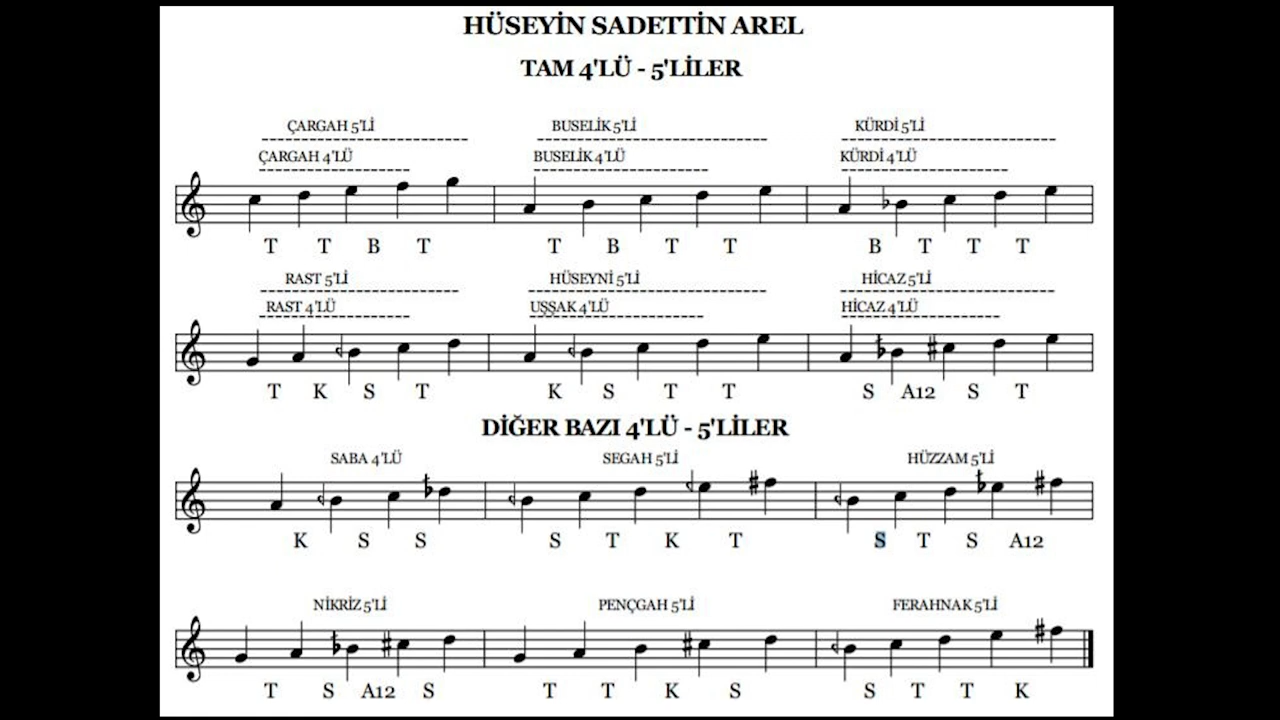 HÜSEYİN SADETTİN AREL
TAM 4'LÜ - 5'LİLER
ÇARGAH 5'Lİ BUSELİK 5'Lİ KÜRDİ 5'Lİ
ÇARGAH 4'LÜ BUSELİK 4'LÜ KÜRDİ 4'LÜ
T T B T T B T T B T T T
RAST 5'Lİ HÜSEYNİ 5'Lİ HİCAZ 5'Lİ
RAST 4'LÜ UŞŞAK 4'LÜ HİCAZ 4'LÜ
T K S T K S T T S A12 S T
DİĞER BAZI 4'LÜ - 5'LİLER
SABA 4'LÜ SEGAH 5'Lİ HÜZZAM 5'Lİ
K S S S T K T S T S A12
NİKRİZ 5'Lİ PENÇGAH 5'Lİ FERAHNAK 5'Lİ
T S A12 S T T K S S T T K